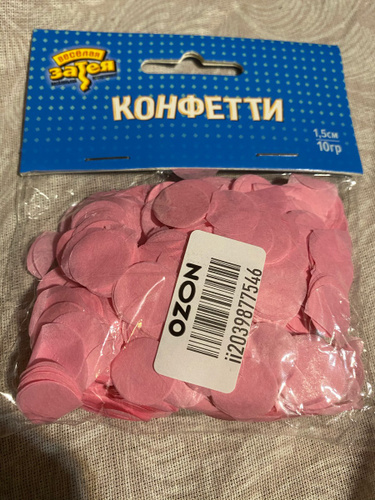 весёлая
затея
КОНФЕТТИ
1,5см
10гр
OZON
ii2039877546